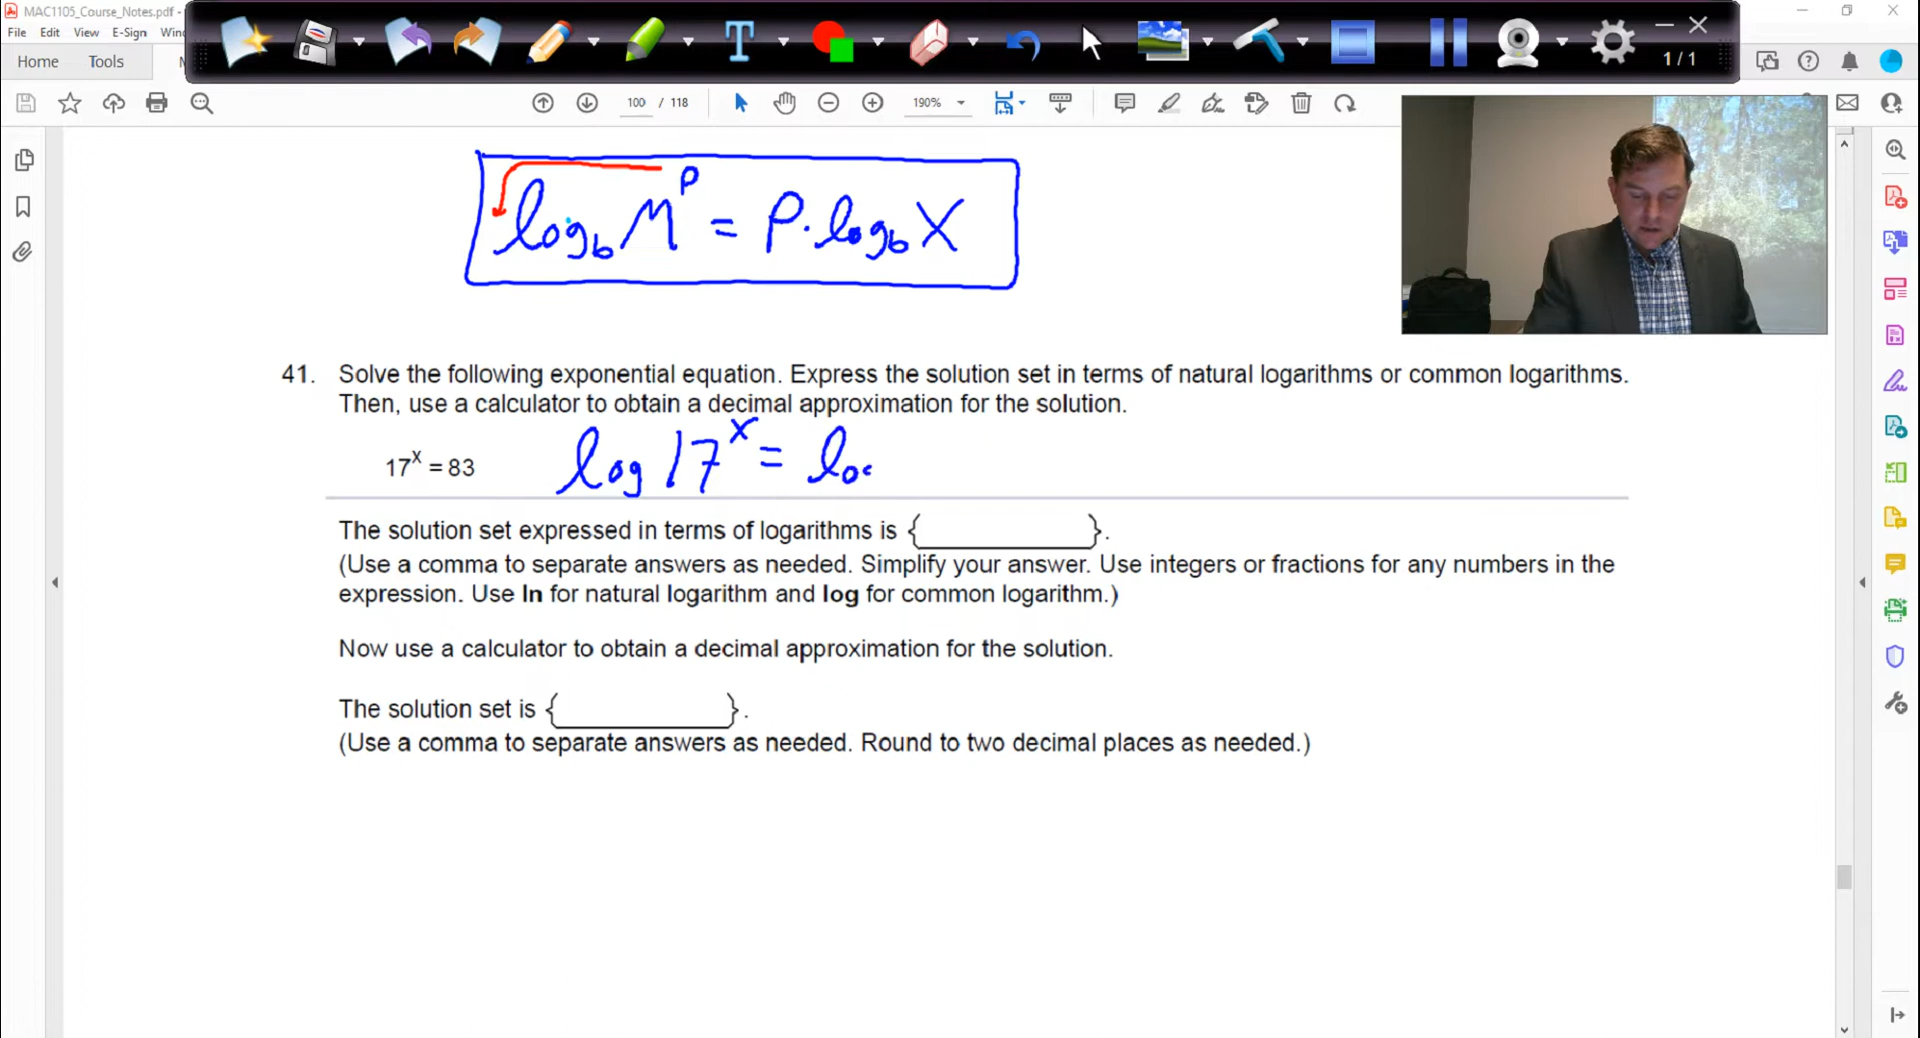 MAC1105_Course_Notes.pdf -
File Edit View E-Sign
Home Tools
T
1 / 1
100 / 118
190%
log_b M^P = P · log_b X
41. Solve the following exponential equation. Express the solution set in terms of natural logarithms or common logarithms.
Then, use a calculator to obtain a decimal approximation for the solution.
17^x = 83 log 17^x = lo
The solution set expressed in terms of logarithms is { }.
(Use a comma to separate answers as needed. Simplify your answer. Use integers or fractions for any numbers in the
expression. Use ln for natural logarithm and log for common logarithm.)
Now use a calculator to obtain a decimal approximation for the solution.
The solution set is { }.
(Use a comma to separate answers as needed. Round to two decimal places as needed.)